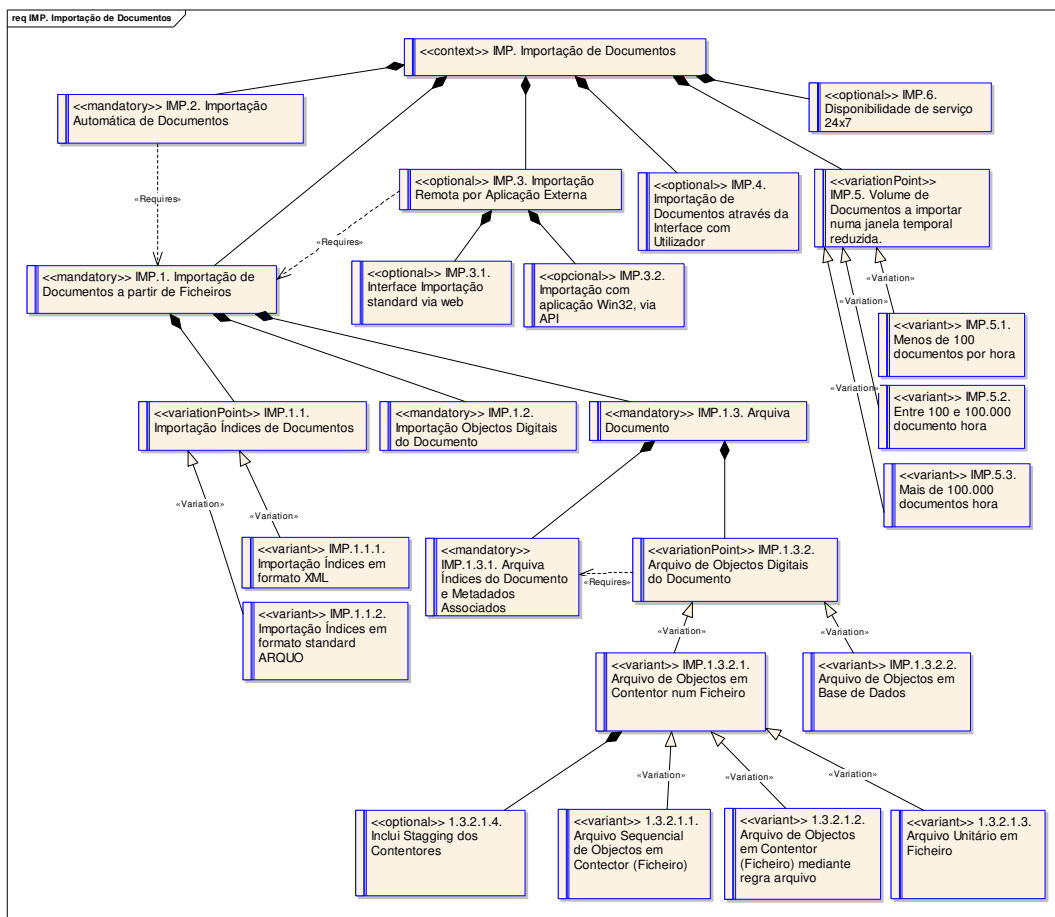 req IMP. Importação de Documentos
<<context>> IMP. Importação de Documentos
<<mandatory>> IMP.2. Importação
Automática de Documentos
<<optional>> IMP.6.
Disponibilidade de serviço
24x7
«Requires»
<<optional>> IMP.3. Importação
Remota por Aplicação Externa
<<optional>> IMP.4.
Importação de
Documentos através da
Interface com
Utilizador
<<variationPoint>>
IMP.5. Volume de
Documentos a importar
numa janela temporal
reduzida.
«Requires»
<<mandatory>> IMP.1. Importação de
Documentos a partir de Ficheiros
<<optional>> IMP.3.1.
Interface Importação
standard via web
<<opcional>> IMP.3.2.
Importação com
aplicação Win32, via
API
«Variation»
«Variation»
<<variant>> IMP.5.1.
Menos de 100
documentos por hora
«Variation»
<<variant>> IMP.5.2.
Entre 100 e 100.000
documento hora
<<variant>> IMP.5.3.
Mais de 100.000
documentos hora
<<variationPoint>> IMP.1.1.
Importação Índices de Documentos
<<mandatory>> IMP.1.2.
Importação Objectos Digitais
do Documento
<<mandatory>> IMP.1.3. Arquiva
Documento
«Variation»
«Variation»
<<variant>> IMP.1.1.1.
Importação Índices em
formato XML
<<variant>> IMP.1.1.2.
Importação Índices em
formato standard
ARQUO
<<mandatory>>
IMP.1.3.1. Arquiva
Índices do Documento
e Metadados
Associados
«Requires»
<<variationPoint>> IMP.1.3.2.
Arquivo de Objectos Digitais
do Documento
«Variation»
«Variation»
<<variant>> IMP.1.3.2.1.
Arquivo de Objectos em
Contentor num Ficheiro
<<variant>> IMP.1.3.2.2.
Arquivo de Objectos em
Base de Dados
«Variation»
«Variation»
«Variation»
<<optional>> 1.3.2.1.4.
Inclui Stagging dos
Contentores
<<variant>> 1.3.2.1.1.
Arquivo Sequencial
de Objectos em
Contector (Ficheiro)
<<variant>> 1.3.2.1.2.
Arquivo de Objectos
em Contentor
(Ficheiro) mediante
regra arquivo
<<variant>> 1.3.2.1.3.
Arquivo Unitário em
Ficheiro